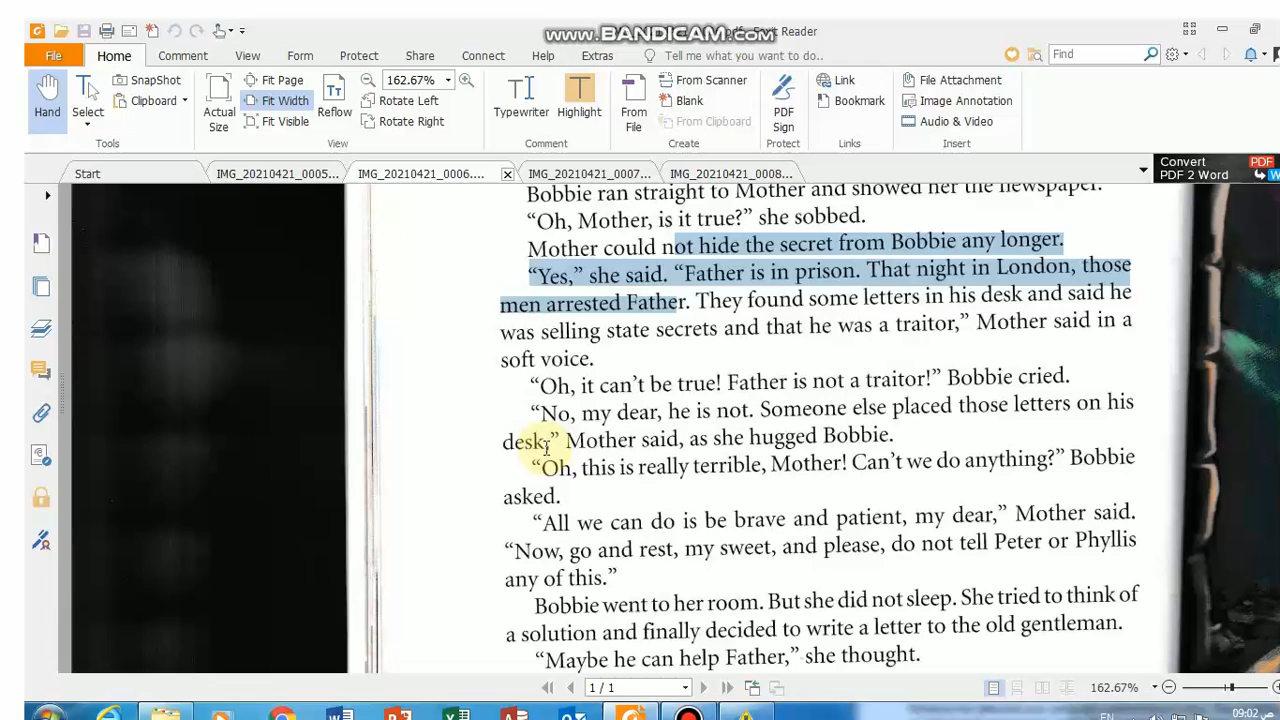 www.BANDICAM.com
Reader
File Home Comment View Form Protect Share Connect Help Extras Tell me what you want to do... Find
Hand
Select
SnapShot
Clipboard
Actual Size
Fit Page
Fit Width
Fit Visible
Reflow
162.67%
Rotate Left
Rotate Right
Typewriter
Highlight
From File
From Scanner
Blank
From Clipboard
PDF Sign
Link
Bookmark
File Attachment
Image Annotation
Audio & Video
Tools View Comment Create Protect Links Insert
Start IMG_20210421_0005... IMG_20210421_0006.... IMG_20210421_0007... IMG_20210421_0008...
Convert PDF
PDF 2 Word
Bobbie ran straight to Mother and showed her the newspaper.
“Oh, Mother, is it true?” she sobbed.
Mother could not hide the secret from Bobbie any longer.
“Yes,” she said. “Father is in prison. That night in London, those
men arrested Father. They found some letters in his desk and said he
was selling state secrets and that he was a traitor,” Mother said in a
soft voice.
“Oh, it can’t be true! Father is not a traitor!” Bobbie cried.
“No, my dear, he is not. Someone else placed those letters on his
desk,” Mother said, as she hugged Bobbie.
“Oh, this is really terrible, Mother! Can’t we do anything?” Bobbie
asked.
“All we can do is be brave and patient, my dear,” Mother said.
“Now, go and rest, my sweet, and please, do not tell Peter or Phyllis
any of this.”
Bobbie went to her room. But she did not sleep. She tried to think of
a solution and finally decided to write a letter to the old gentleman.
“Maybe he can help Father,” she thought.
1 / 1
162.67%
EN
09:02 ص